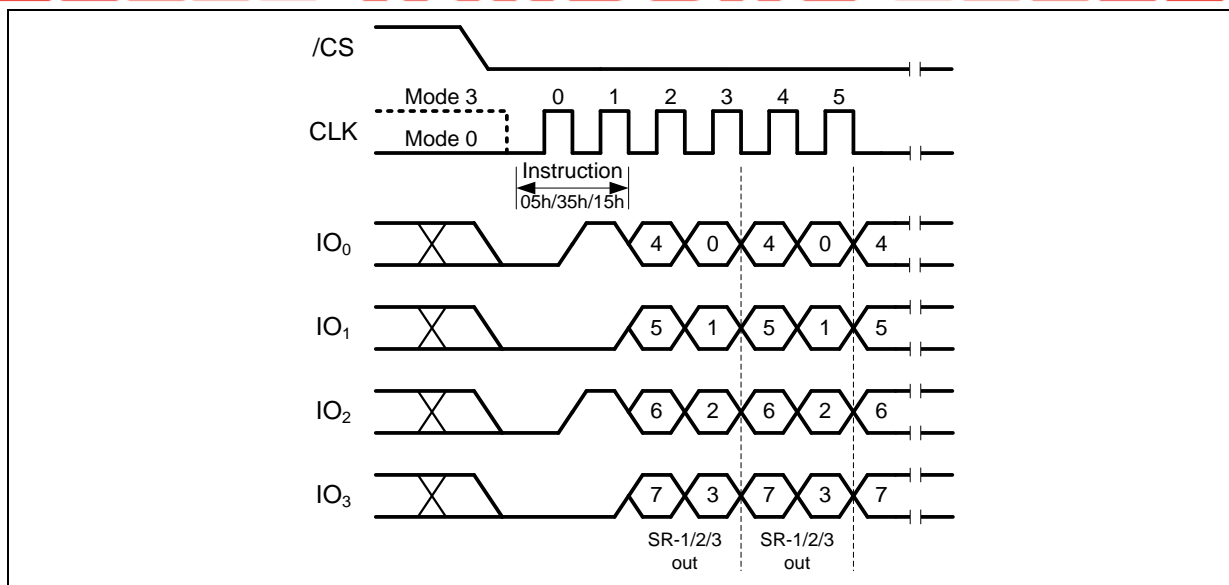 /CS
Mode 3 0 1 2 3 4 5
CLK
Mode 0
Instruction
05h/35h/15h
IO₀ 4 0 4 0 4
IO₁ 5 1 5 1 5
IO₂ 6 2 6 2 6
IO₃ 7 3 7 3 7
SR-1/2/3 SR-1/2/3
out out